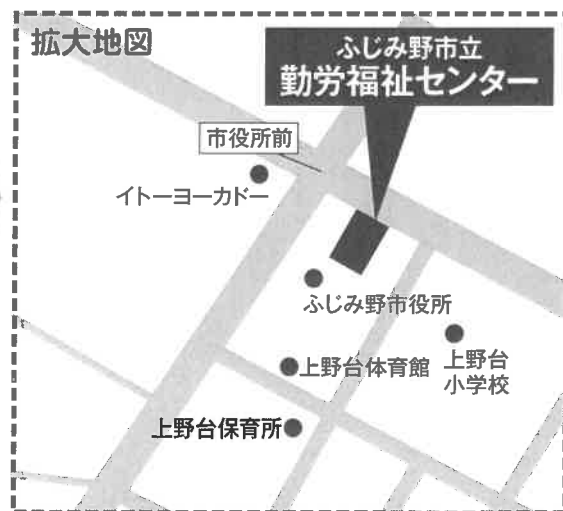 拡大地図
ふじみ野市立
勤労福祉センター
市役所前
イトーヨーカドー
ふじみ野市役所
上野台体育館
上野台
小学校
上野台保育所